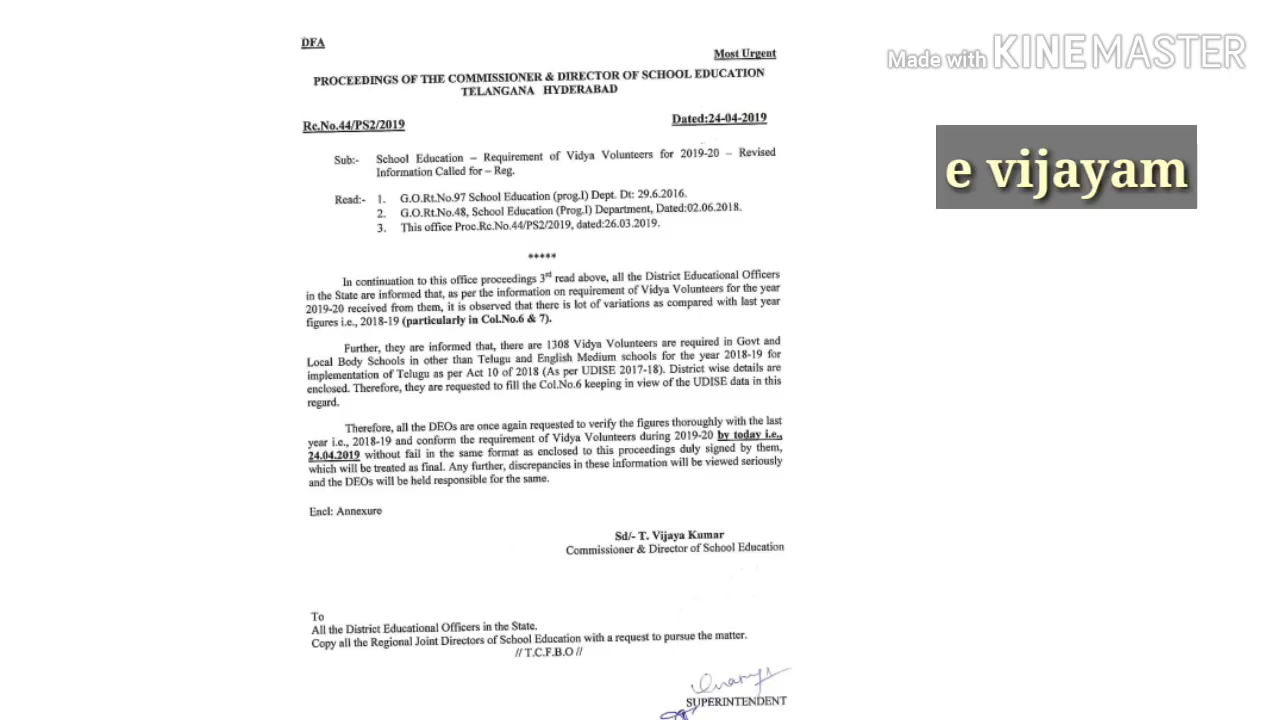 DFA
Most Urgent
PROCEEDINGS OF THE COMMISSIONER & DIRECTOR OF SCHOOL EDUCATION
TELANGANA HYDERABAD
Rc.No.44/PS2/2019
Dated:24-04-2019
Sub:- School Education – Requirement of Vidya Volunteers for 2019-20 – Revised
Information Called for – Reg.
Read:- 1. G.O.Rt.No.97 School Education (prog.I) Dept. Dt: 29.6.2016.
2. G.O.Rt.No.48, School Education (Prog.I) Department, Dated:02.06.2018.
3. This office Proc.Rc.No.44/PS2/2019, dated:26.03.2019.
*****
In continuation to this office proceedings 3rd read above, all the District Educational Officers
in the State are informed that, as per the information on requirement of Vidya Volunteers for the year
2019-20 received from them, it is observed that there is lot of variations as compared with last year
figures i.e., 2018-19 (particularly in Col.No.6 & 7).
Further, they are informed that, there are 1308 Vidya Volunteers are required in Govt and
Local Body Schools in other than Telugu and English Medium schools for the year 2018-19 for
implementation of Telugu as per Act 10 of 2018 (As per UDISE 2017-18). District wise details are
enclosed. Therefore, they are requested to fill the Col.No.6 keeping in view of the UDISE data in this
regard.
Therefore, all the DEOs are once again requested to verify the figures thoroughly with the last
year i.e., 2018-19 and conform the requirement of Vidya Volunteers during 2019-20 by today i.e.,
24.04.2019 without fail in the same format as enclosed to this proceedings duly signed by them,
which will be treated as final. Any further, discrepancies in these information will be viewed seriously
and the DEOs will be held responsible for the same.
Encl: Annexure
Sd/- T. Vijaya Kumar
Commissioner & Director of School Education
To
All the District Educational Officers in the State.
Copy all the Regional Joint Directors of School Education with a request to pursue the matter.
// T.C.F.B.O //
SUPERINTENDENT
Made with KINEMASTER
e vijayam